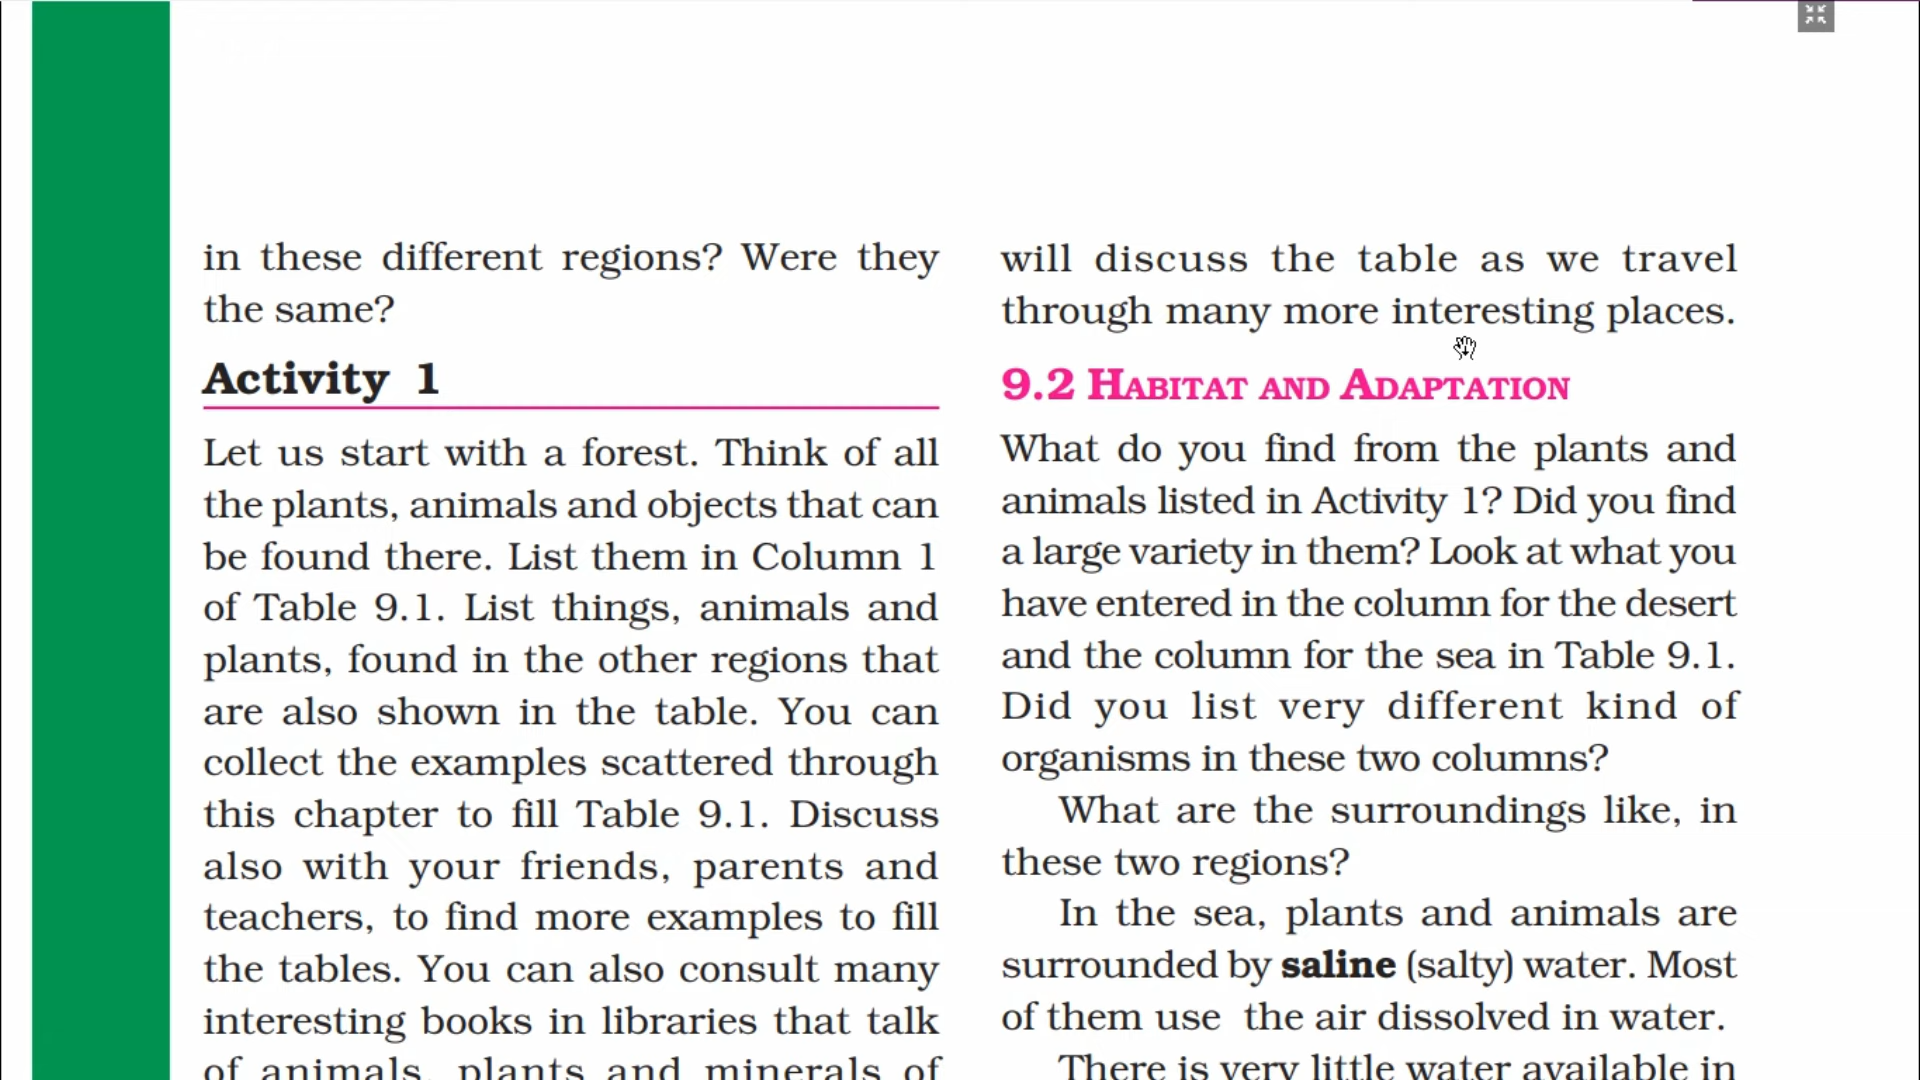 in these different regions? Were they
the same?
Activity 1
Let us start with a forest. Think of all
the plants, animals and objects that can
be found there. List them in Column 1
of Table 9.1. List things, animals and
plants, found in the other regions that
are also shown in the table. You can
collect the examples scattered through
this chapter to fill Table 9.1. Discuss
also with your friends, parents and
teachers, to find more examples to fill
the tables. You can also consult many
interesting books in libraries that talk
of animals, plants and minerals of
will discuss the table as we travel
through many more interesting places.
9.2 HABITAT AND ADAPTATION
What do you find from the plants and
animals listed in Activity 1? Did you find
a large variety in them? Look at what you
have entered in the column for the desert
and the column for the sea in Table 9.1.
Did you list very different kind of
organisms in these two columns?
What are the surroundings like, in
these two regions?
In the sea, plants and animals are
surrounded by saline (salty) water. Most
of them use the air dissolved in water.
There is very little water available in